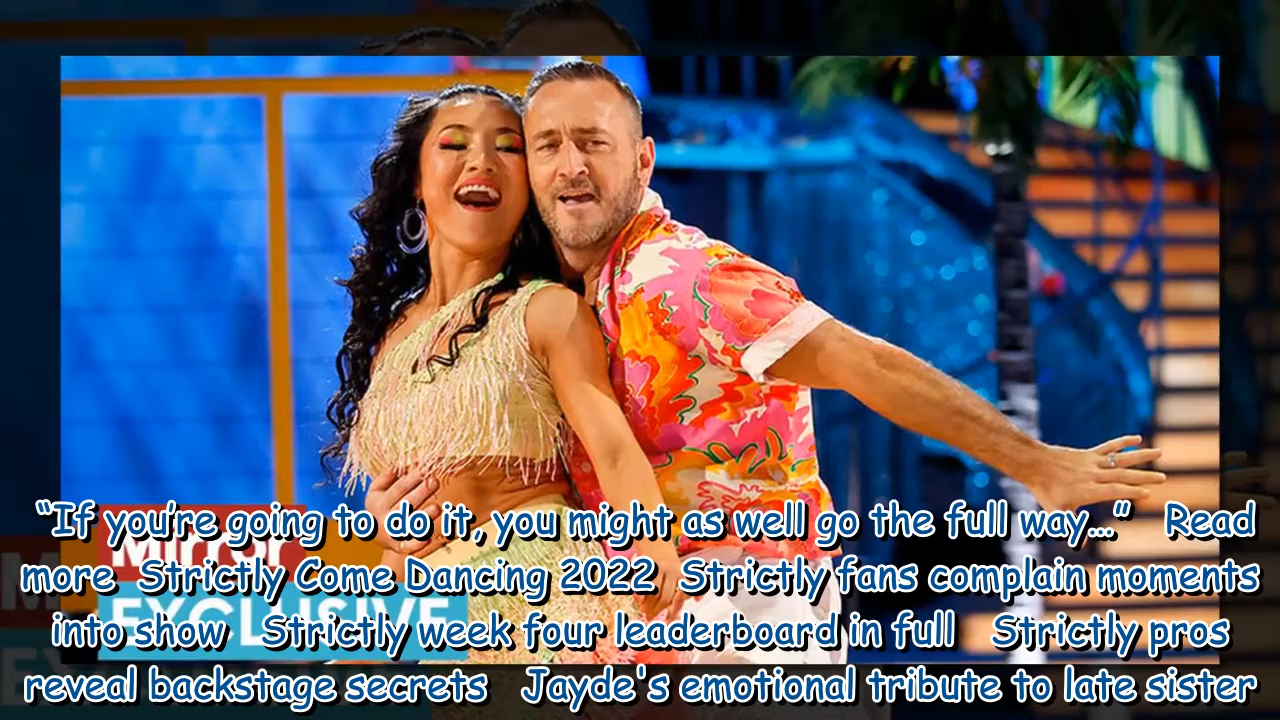 “If you're going to do it, you might as well go the full way...” Read
more Strictly Come Dancing 2022 Strictly fans complain moments
into show Strictly week four leaderboard in full Strictly pros
reveal backstage secrets Jayde's emotional tribute to late sister
Mirror
EXCLUSIVE